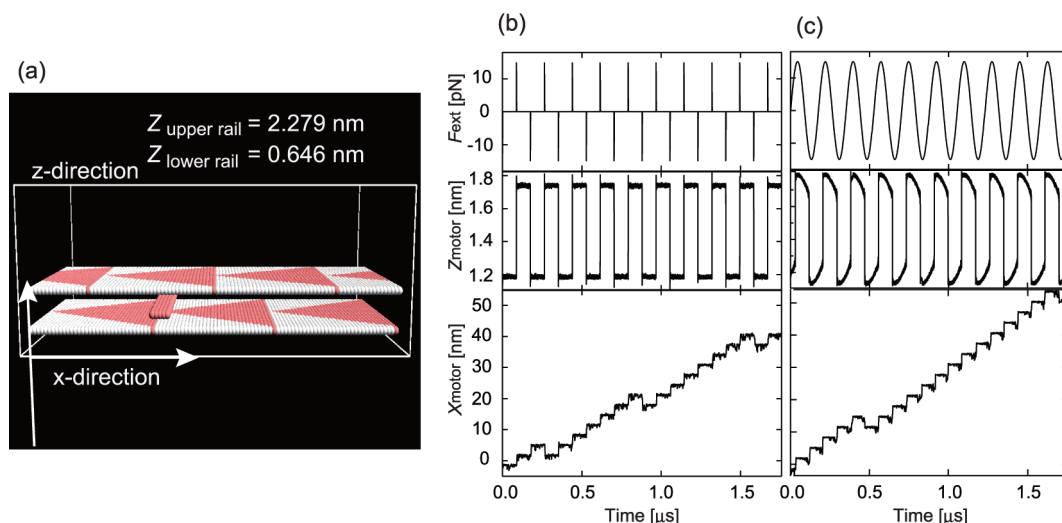 (a)
Z upper rail = 2.279 nm
Z lower rail = 0.646 nm
z-direction
x-direction
(b)
Fext [pN]
10
0
-10
Zmotor [nm]
1.8
1.6
1.4
1.2
Xmotor [nm]
50
40
30
20
10
0
0.0 0.5 1.0 1.5
Time [μs]
(c)
0.0 0.5 1.0 1.5
Time [μs]